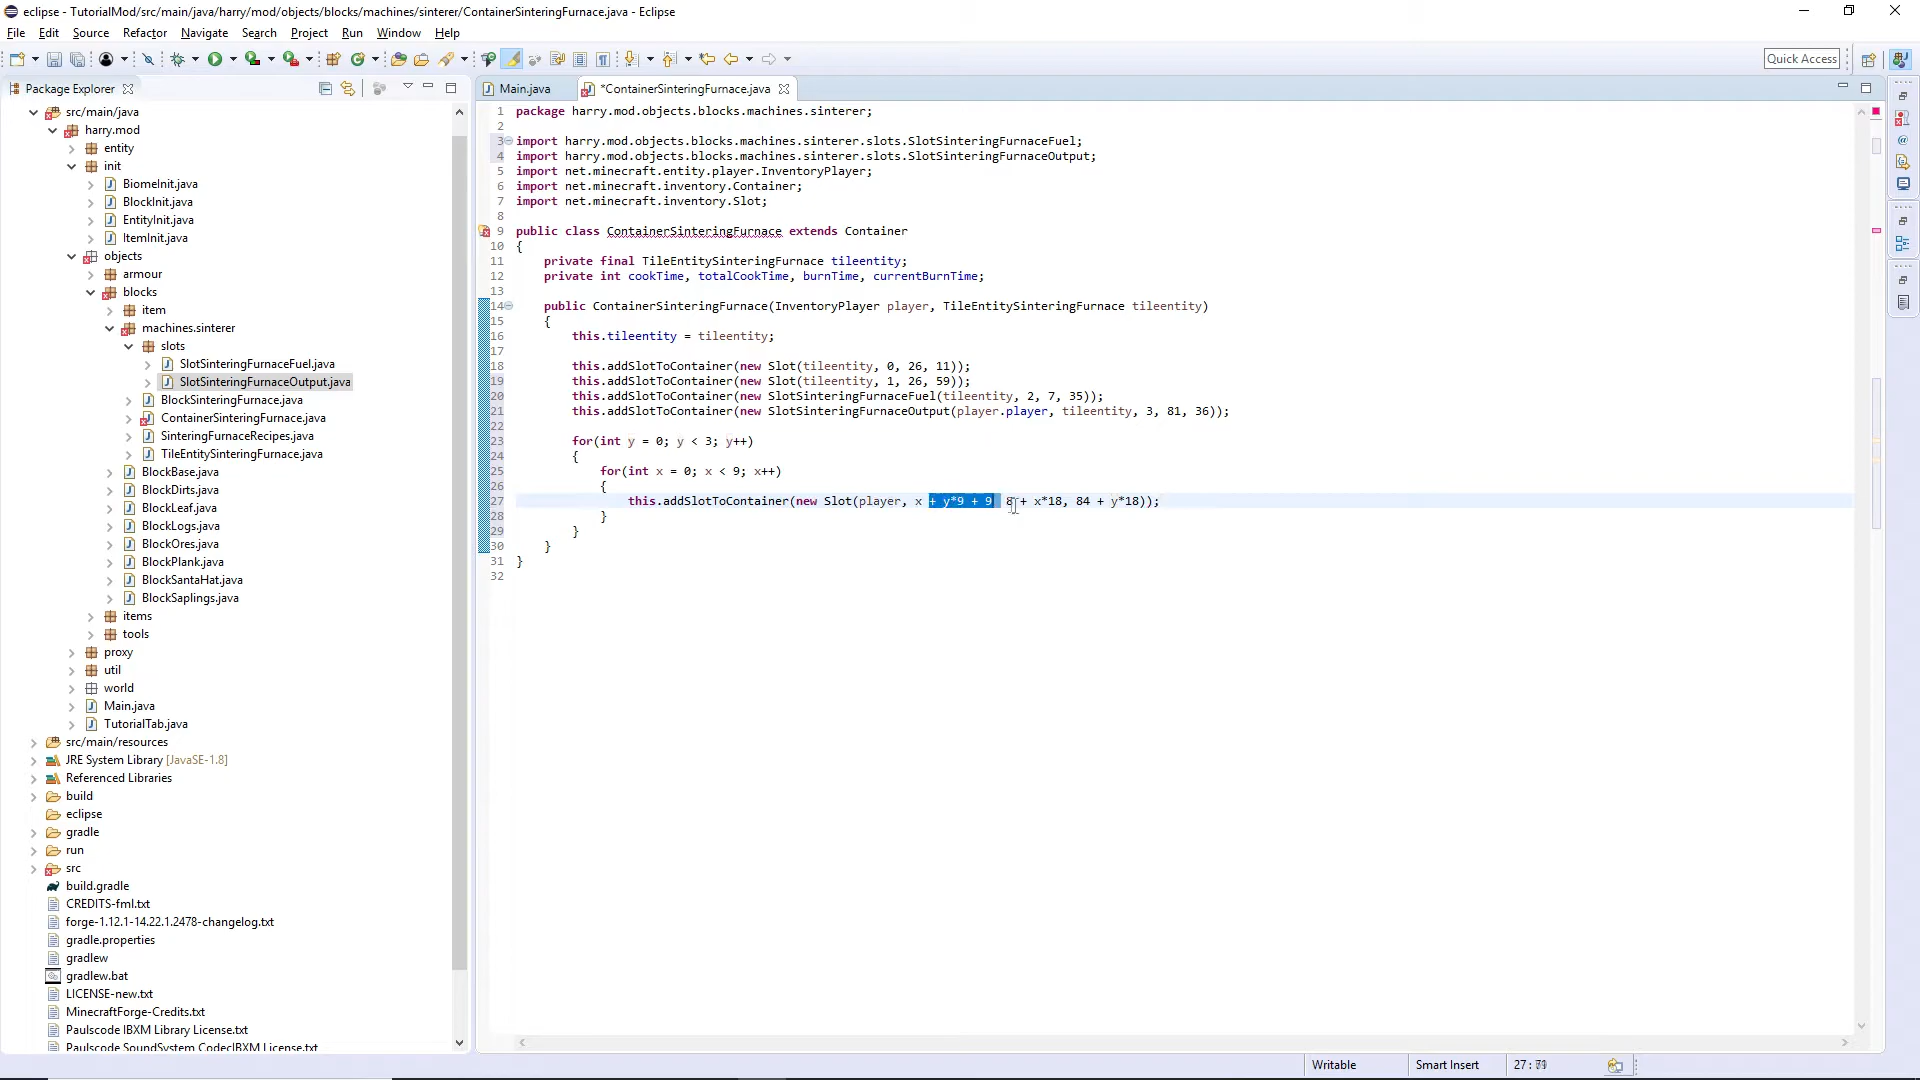 eclipse - TutorialMod/src/main/java/harry/mod/objects/blocks/machines/sinterer/ContainerSinteringFurnace.java - Eclipse
File Edit Source Refactor Navigate Search Project Run Window Help
Quick Access
Package Explorer
src/main/java
harry.mod
entity
init
BiomeInit.java
BlockInit.java
EntityInit.java
ItemInit.java
objects
armour
blocks
item
machines.sinterer
slots
SlotSinteringFurnaceFuel.java
SlotSinteringFurnaceOutput.java
BlockSinteringFurnace.java
ContainerSinteringFurnace.java
SinteringFurnaceRecipes.java
TileEntitySinteringFurnace.java
BlockBase.java
BlockDirts.java
BlockLeaf.java
BlockLogs.java
BlockOres.java
BlockPlank.java
BlockSantaHat.java
BlockSaplings.java
items
tools
proxy
util
world
Main.java
TutorialTab.java
src/main/resources
JRE System Library [JavaSE-1.8]
Referenced Libraries
build
eclipse
gradle
run
src
build.gradle
CREDITS-fml.txt
forge-1.12.1-14.22.1.2478-changelog.txt
gradle.properties
gradlew
gradlew.bat
LICENSE-new.txt
MinecraftForge-Credits.txt
Paulscode IBXM Library License.txt
Paulscode SoundSystem CodecIBXM License.txt
Main.java *ContainerSinteringFurnace.java
1 package harry.mod.objects.blocks.machines.sinterer;
2
3 import harry.mod.objects.blocks.machines.sinterer.slots.SlotSinteringFurnaceFuel;
4 import harry.mod.objects.blocks.machines.sinterer.slots.SlotSinteringFurnaceOutput;
5 import net.minecraft.entity.player.InventoryPlayer;
6 import net.minecraft.inventory.Container;
7 import net.minecraft.inventory.Slot;
8
9 public class ContainerSinteringFurnace extends Container
10 {
11 private final TileEntitySinteringFurnace tileentity;
12 private int cookTime, totalCookTime, burnTime, currentBurnTime;
13
14 public ContainerSinteringFurnace(InventoryPlayer player, TileEntitySinteringFurnace tileentity)
15 {
16 this.tileentity = tileentity;
17
18 this.addSlotToContainer(new Slot(tileentity, 0, 26, 11));
19 this.addSlotToContainer(new Slot(tileentity, 1, 26, 59));
20 this.addSlotToContainer(new SlotSinteringFurnaceFuel(tileentity, 2, 7, 35));
21 this.addSlotToContainer(new SlotSinteringFurnaceOutput(player.player, tileentity, 3, 81, 36));
22
23 for(int y = 0; y < 3; y++)
24 {
25 for(int x = 0; x < 9; x++)
26 {
27 this.addSlotToContainer(new Slot(player, x + y*9 + 9, 8 + x*18, 84 + y*18));
28 }
29 }
30 }
31 }
32
Writable Smart Insert